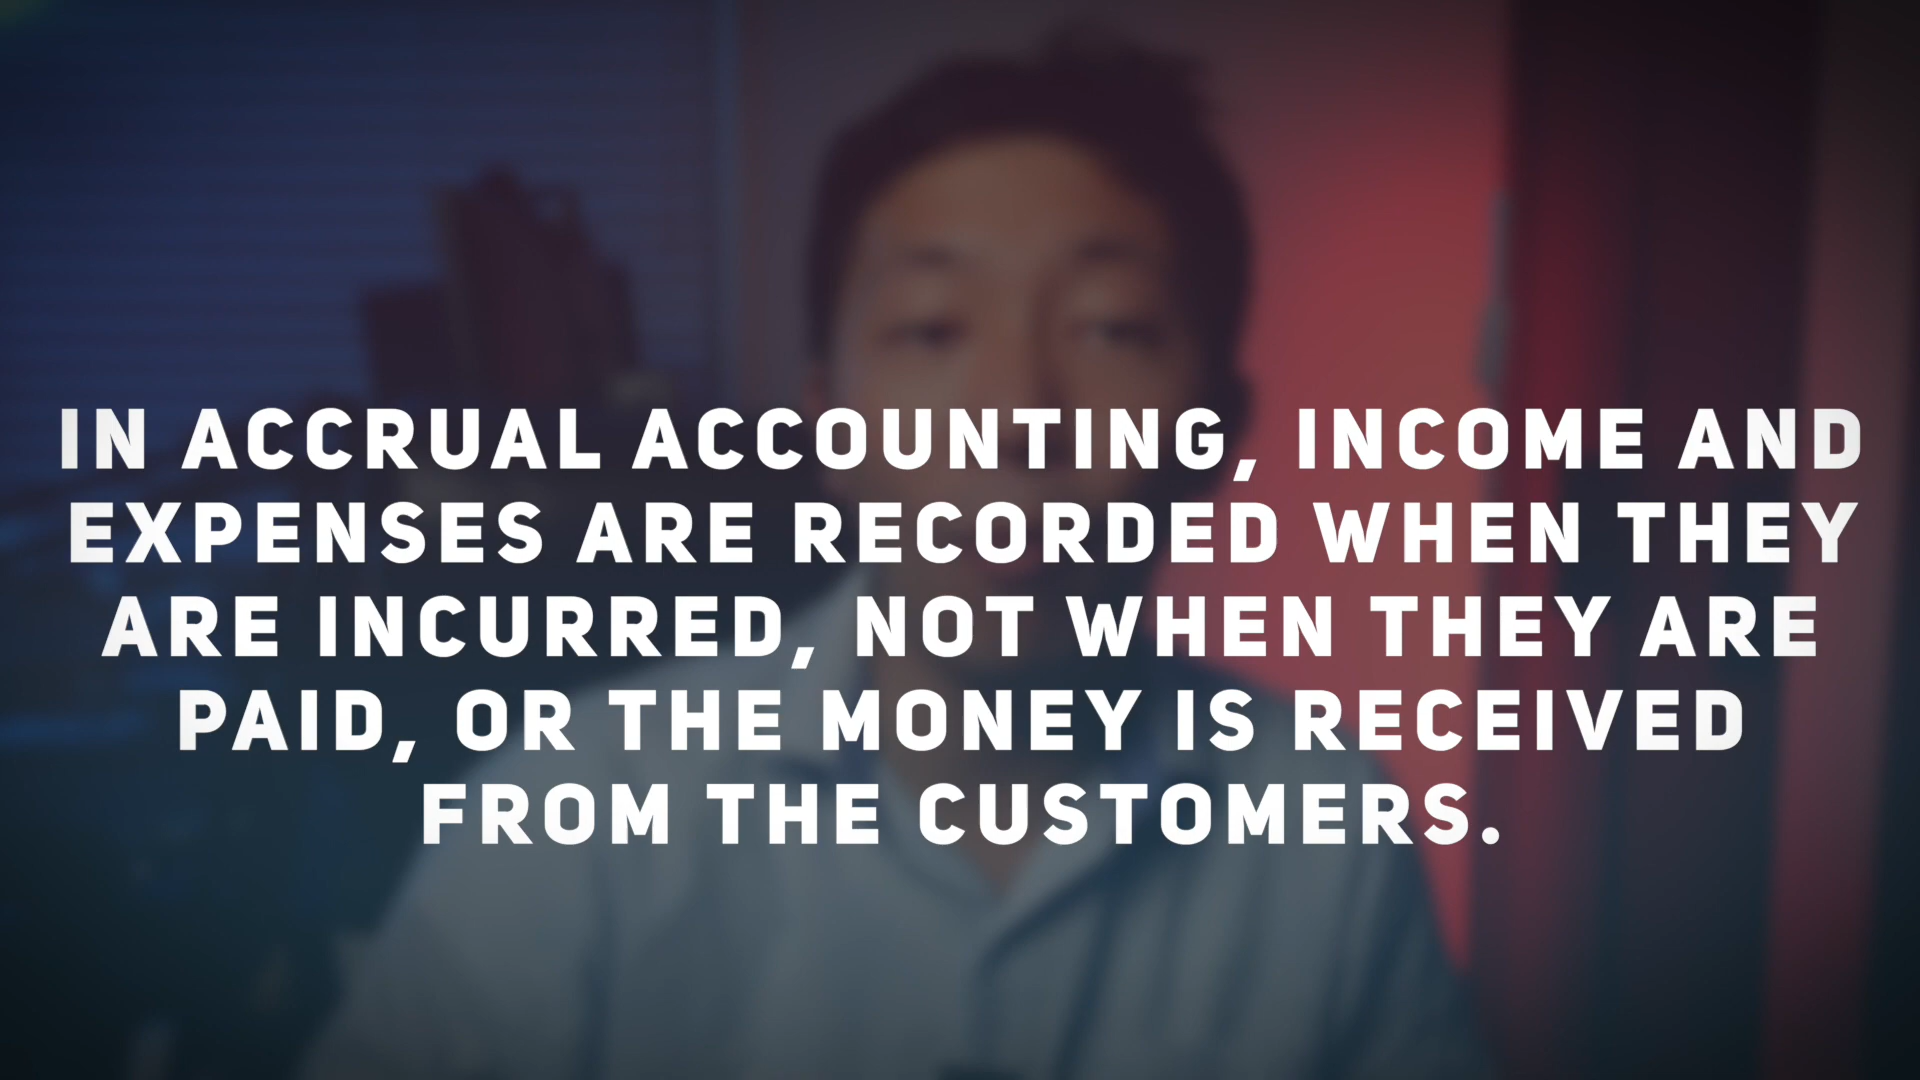 IN ACCRUAL ACCOUNTING, INCOME AND
EXPENSES ARE RECORDED WHEN THEY
ARE INCURRED, NOT WHEN THEY ARE
PAID, OR THE MONEY IS RECEIVED
FROM THE CUSTOMERS.